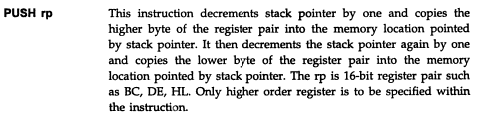 PUSH rp This instruction decrements stack pointer by one and copies the
higher byte of the register pair into the memory location pointed
by stack pointer. It then decrements the stack pointer again by one
and copies the lower byte of the register pair into the memory
location pointed by stack pointer. The rp is 16-bit register pair such
as BC, DE, HL. Only higher order register is to be specified within
the instruction.